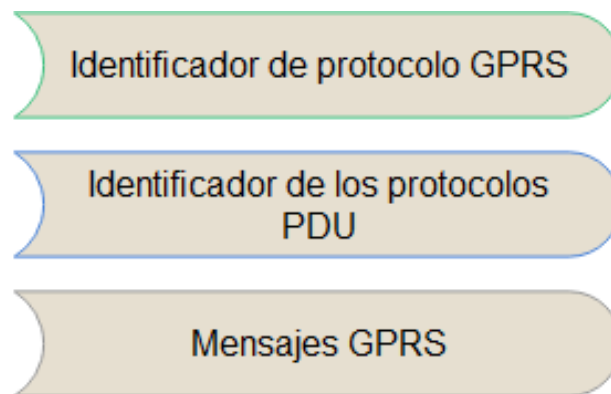 Identificador de protocolo GPRS
Identificador de los protocolos
PDU
Mensajes GPRS